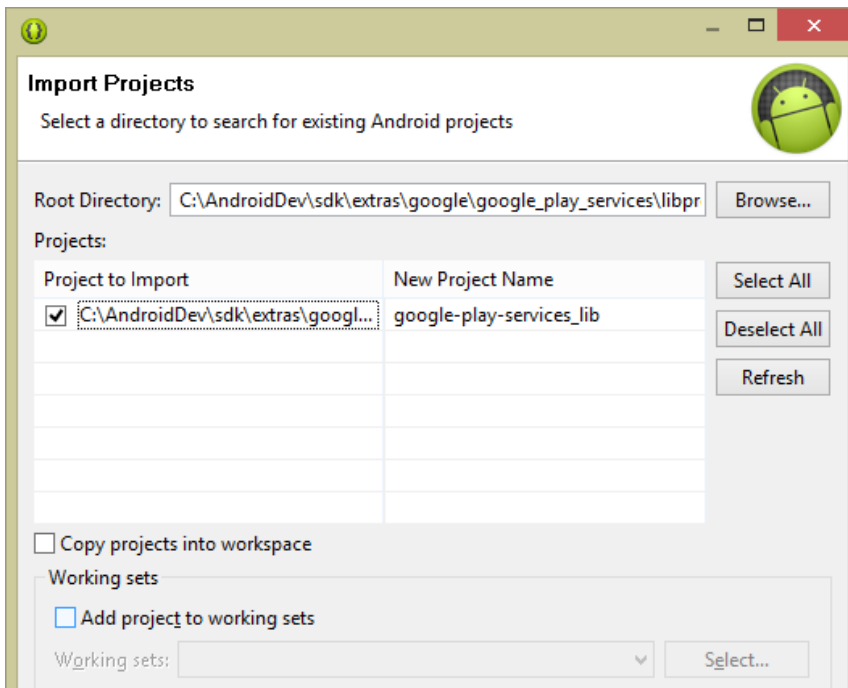 Import Projects
Select a directory to search for existing Android projects
Root Directory: C:\AndroidDev\sdk\extras\google\google_play_services\libpr Browse...
Projects:
Project to Import New Project Name Select All
C:\AndroidDev\sdk\extras\googl... google-play-services_lib
Deselect All
Refresh
Copy projects into workspace
Working sets
Add project to working sets
Working sets: Select...